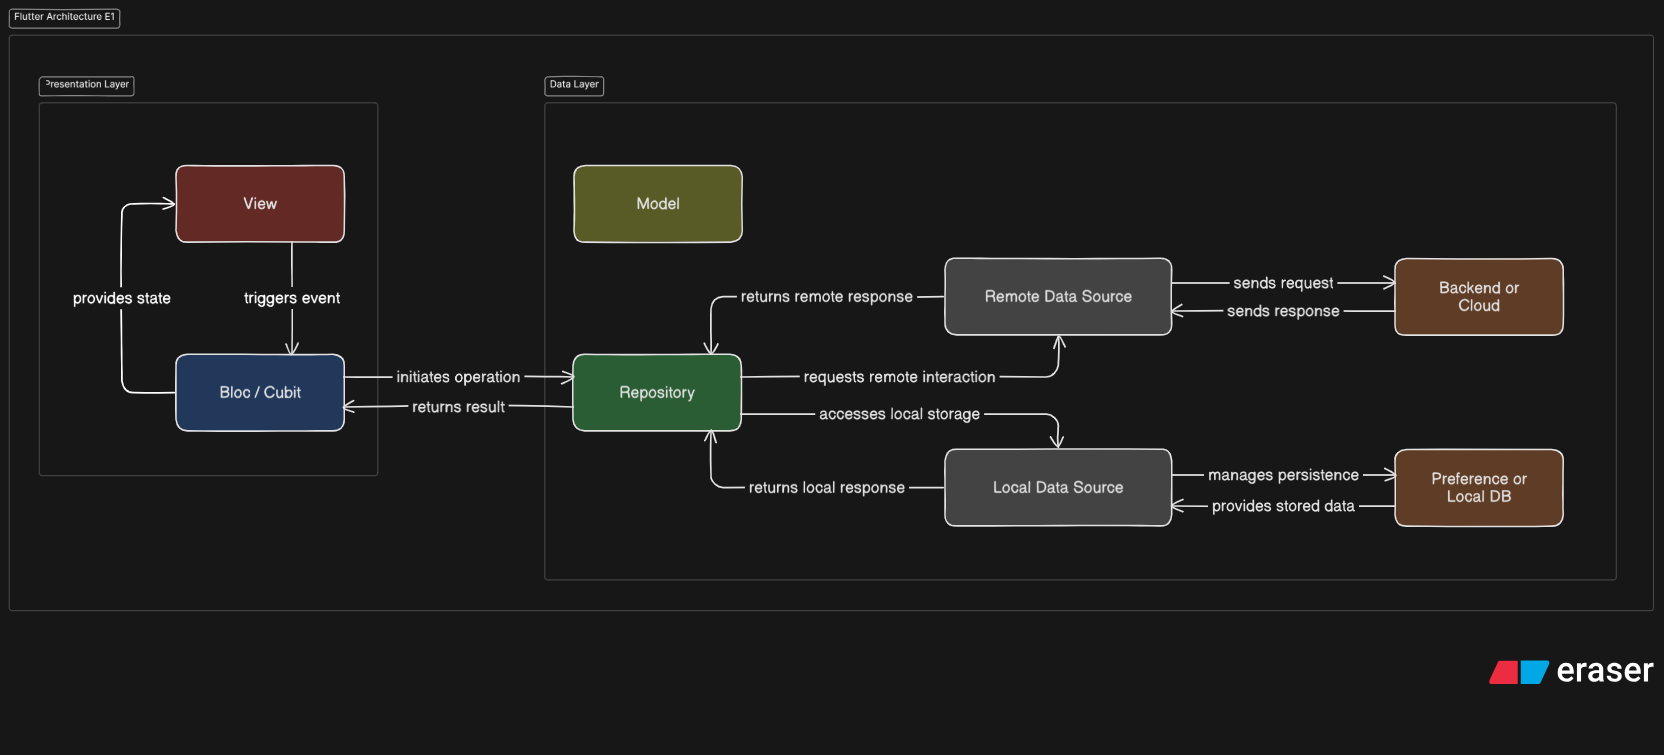 Flutter Architecture E1
Presentation Layer
Data Layer
View
Model
provides state
triggers event
returns remote response
Remote Data Source
sends request
sends response
Backend or
Cloud
Bloc / Cubit
initiates operation
returns result
Repository
requests remote interaction
accesses local storage
returns local response
Local Data Source
manages persistence
provides stored data
Preference or
Local DB
eraser